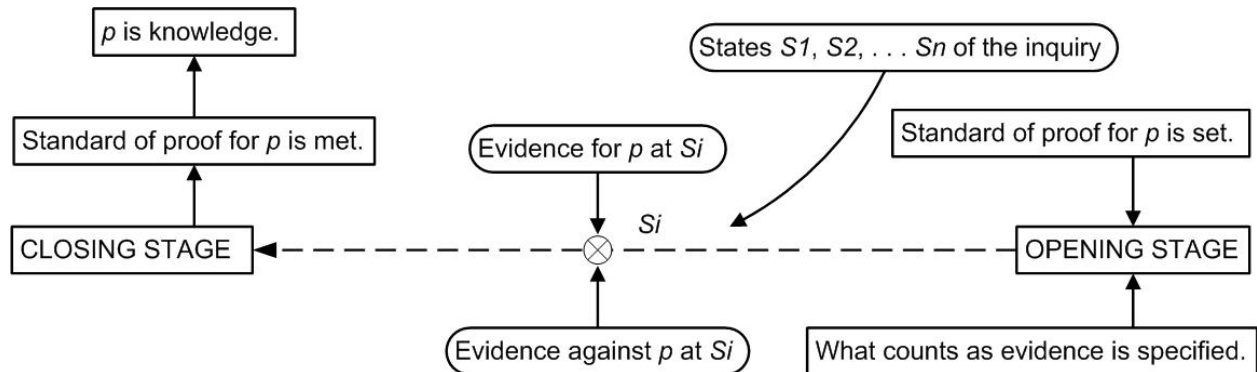 p is knowledge.
States S1, S2, . . . Sn of the inquiry
Standard of proof for p is met.
Evidence for p at Si
Standard of proof for p is set.
Si
CLOSING STAGE
OPENING STAGE
Evidence against p at Si
What counts as evidence is specified.